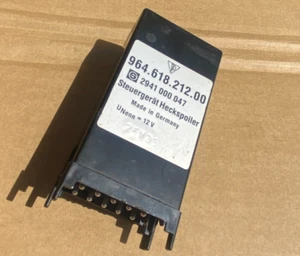 964.618.212.00
2941 000 047
Steuergerät Heckspoiler
Made in Germany
UNenn = 12 V